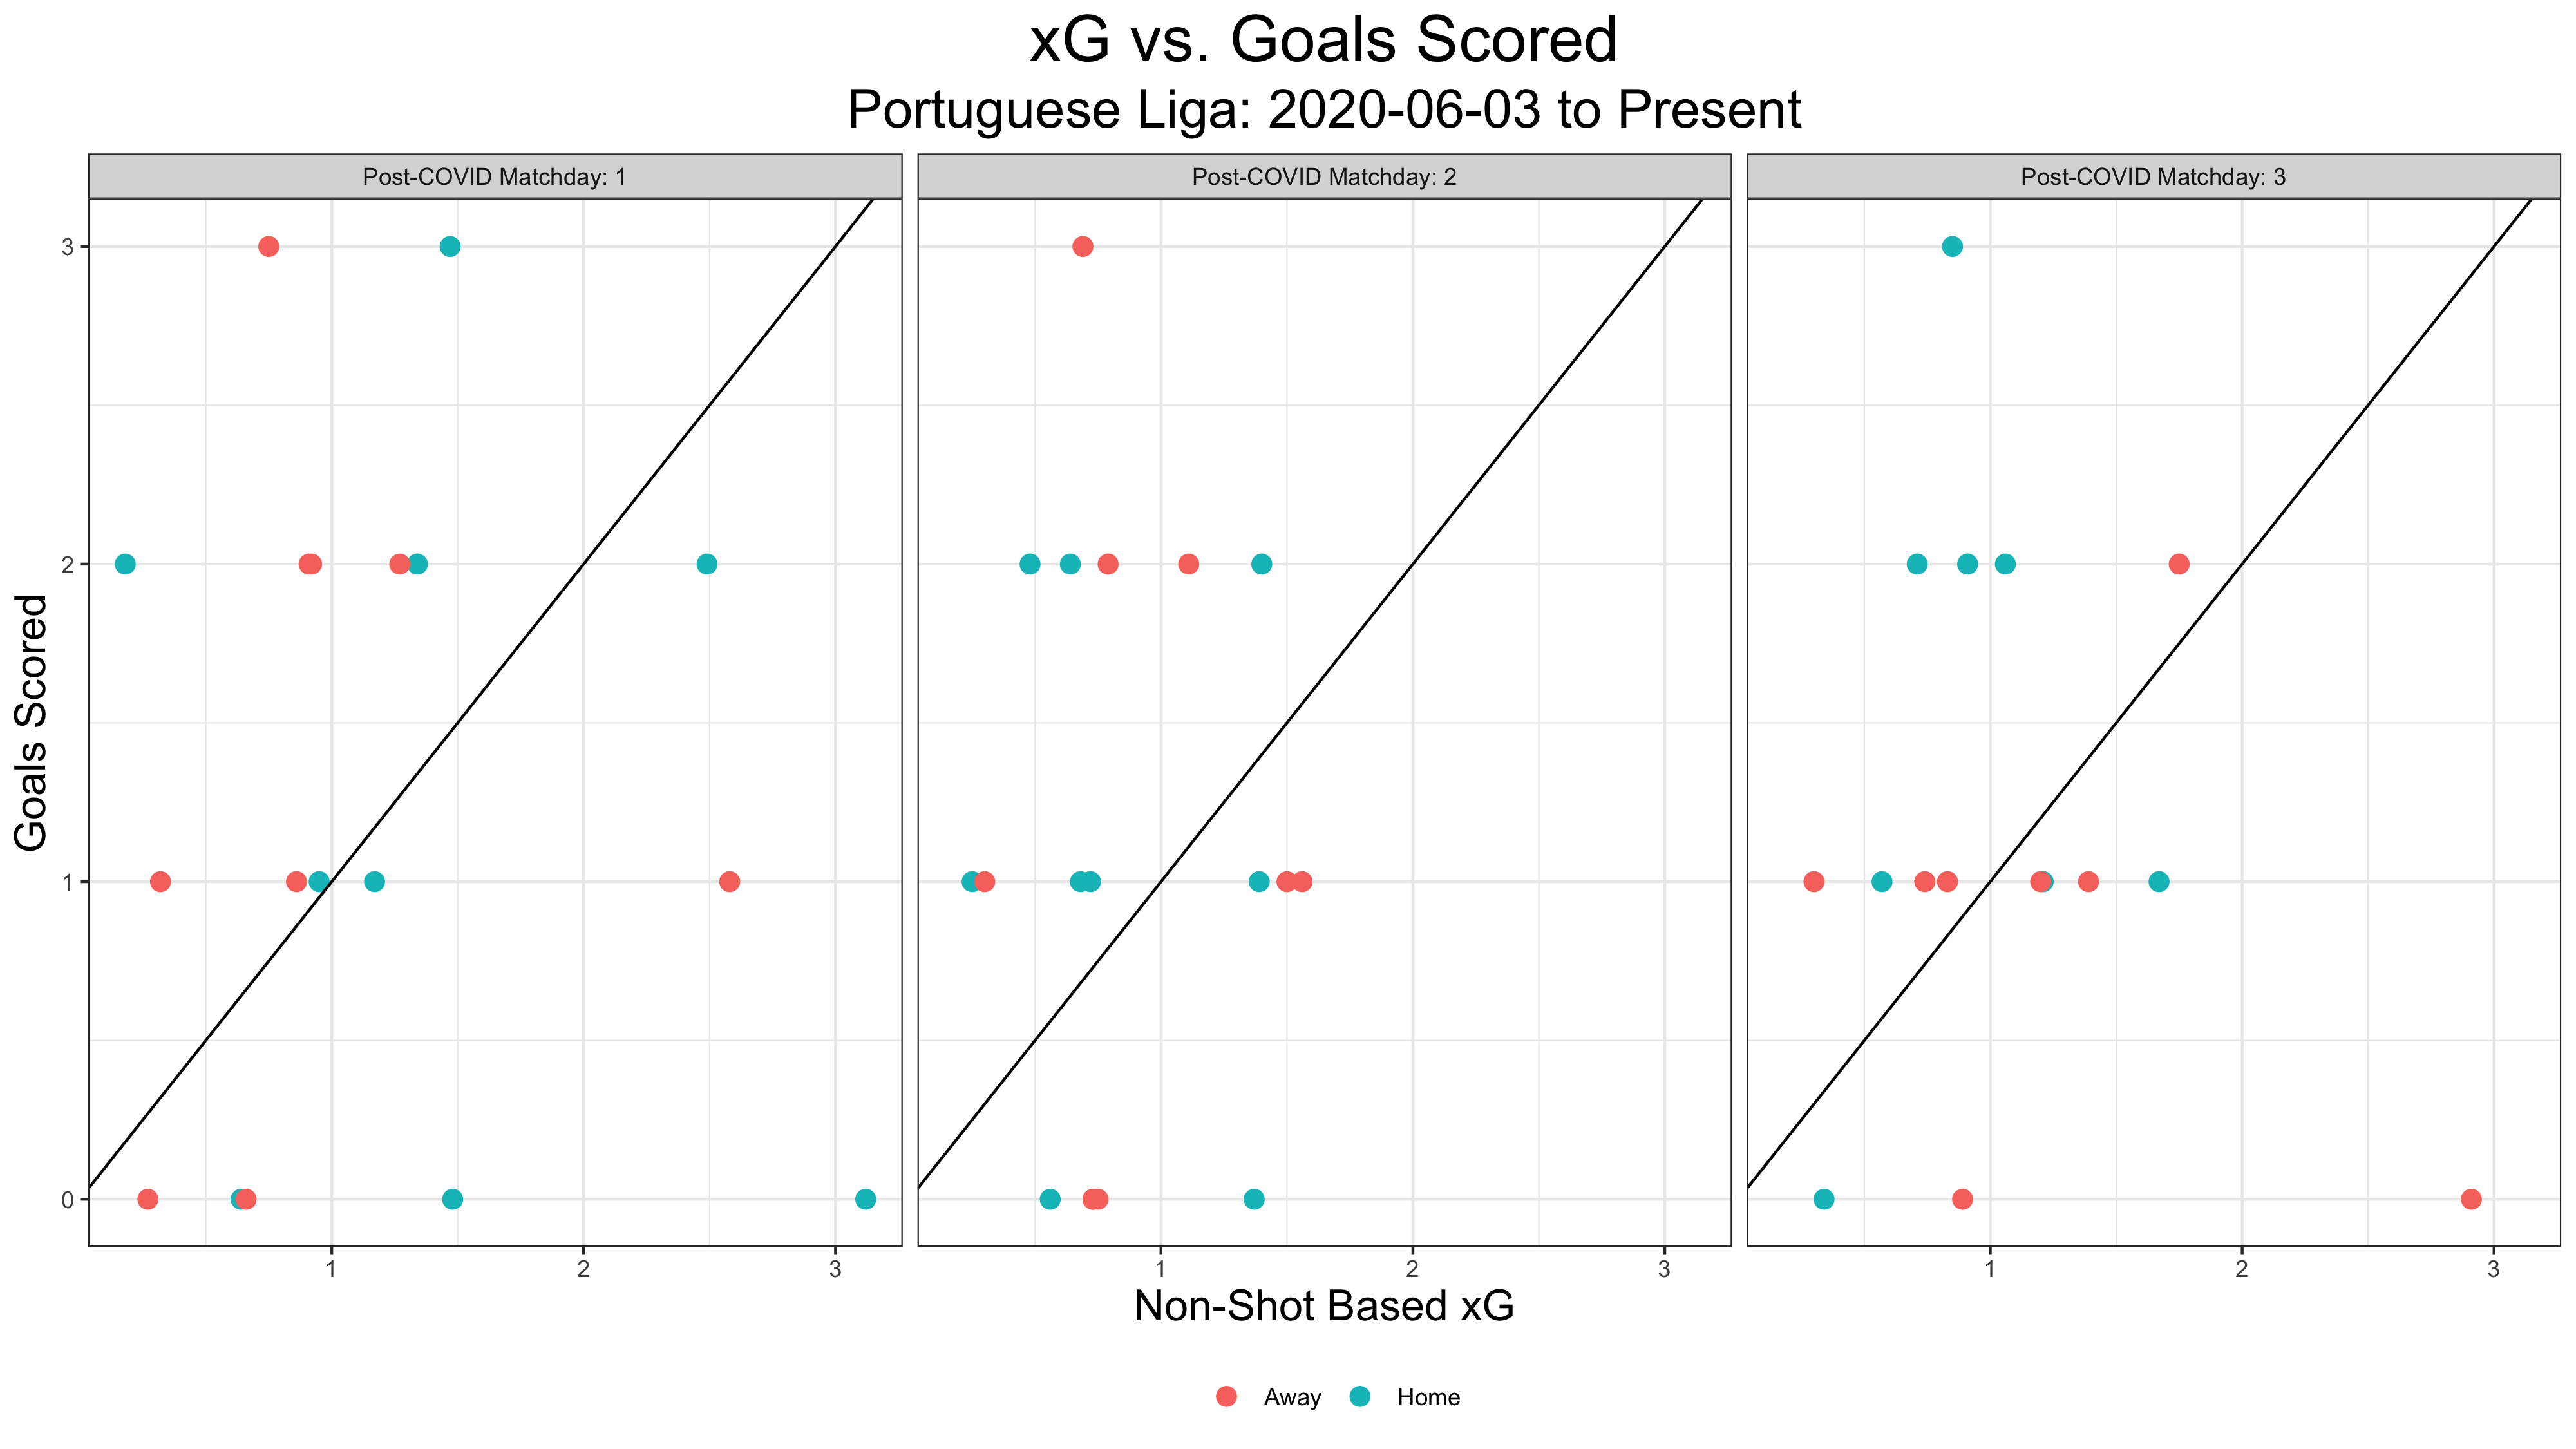 xG vs. Goals Scored
Portuguese Liga: 2020-06-03 to Present
Post-COVID Matchday: 1
Post-COVID Matchday: 2
Post-COVID Matchday: 3
Goals Scored
3
2
1
0
1 2 3
1 2 3
1 2 3
Non-Shot Based xG
Away Home